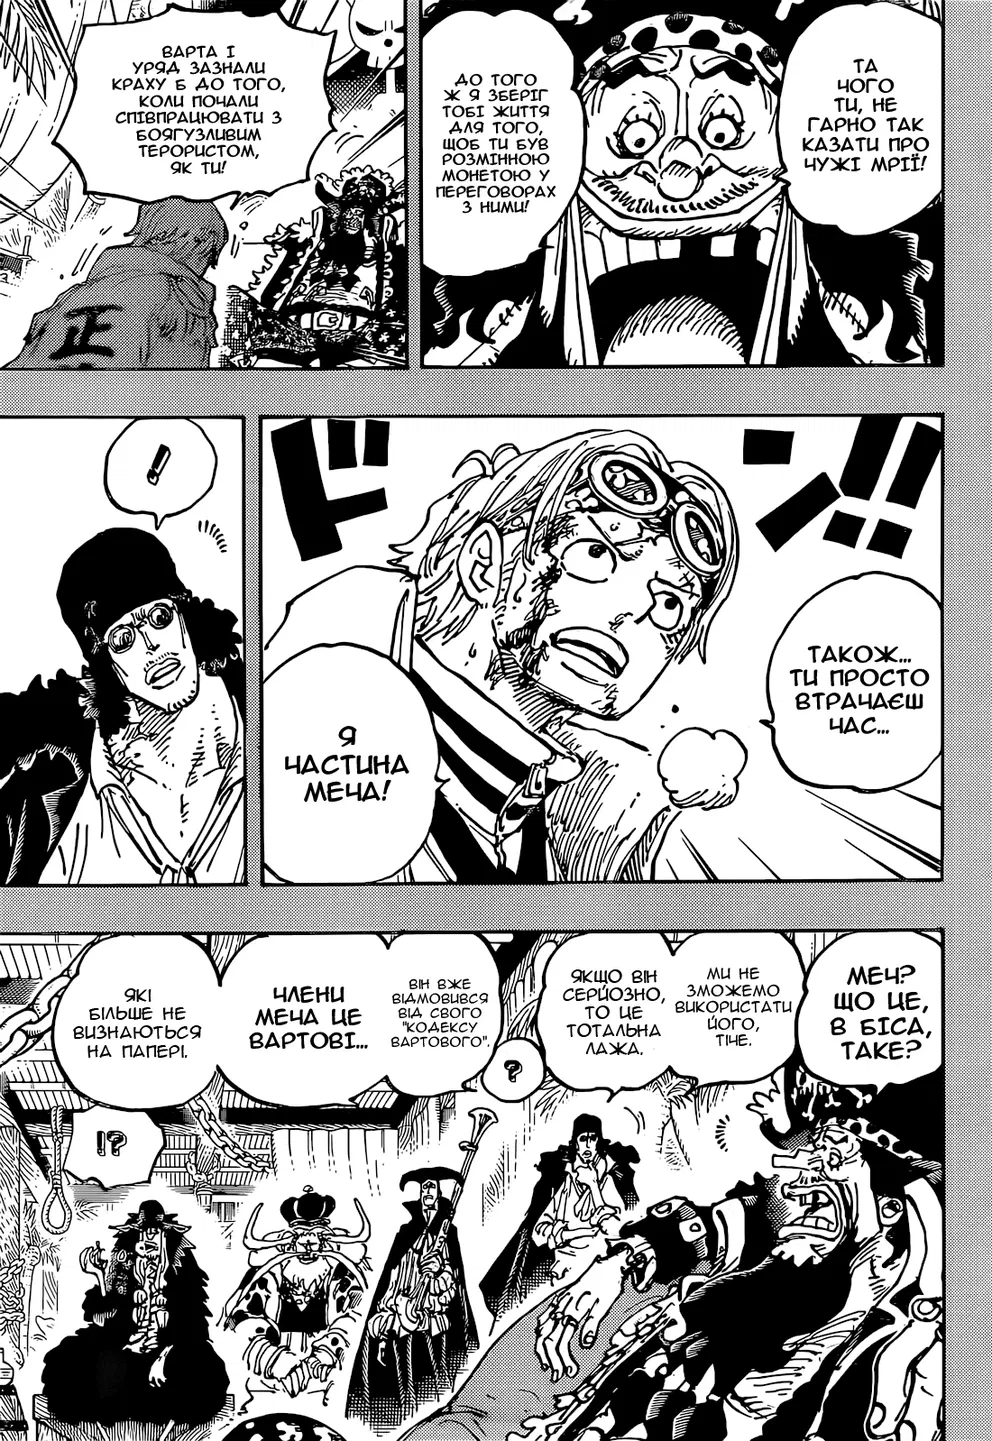 ТА
ЧОГО
ТИ, НЕ
ГАРНО ТАК
КАЗАТИ ПРО
ЧУЖІ МРІЇ!
ДО ТОГО
Ж Я ЗБЕРІГ
ТОБІ ЖИТТЯ
ДЛЯ ТОГО,
ЩОБ ТИ БУВ
РОЗМІННОЮ
МОНЕТОЮ У
ПЕРЕГОВОРАХ
З НИМИ!
ВАРТА І
УРЯД ЗАЗНАЛИ
КРАХУ Б ДО ТОГО,
КОЛИ ПОЧАЛИ
СПІВПРАЦЮВАТИ З
БОЯГУЗЛИВИМ
ТЕРОРИСТОМ,
ЯК ТИ!
正
ドン!!
ТАКОЖ...
ТИ ПРОСТО
ВТРАЧАЄШ
ЧАС...
Я
ЧАСТИНА
МЕЧА!
!
МЕЧ?
ЩО ЦЕ,
В БІСА,
ТАКЕ?
МИ НЕ
ЗМОЖЕМО
ВИКОРИСТАТИ
ЙОГО,
ТІЧЕ.
ЯКЩО ВІН
СЕРЙОЗНО,
ТО ЦЕ
ТОТАЛЬНА
ЛАЖА.
?
ВІН ВЖЕ
ВІДМОВИВСЯ
ВІД СВОГО
"КОДЕКСУ
ВАРТОВОГО".
ЧЛЕНИ
МЕЧА ЦЕ
ВАРТОВІ...
ЯКІ
БІЛЬШЕ НЕ
ВИЗНАЮТЬСЯ
НА ПАПЕРІ.
!?